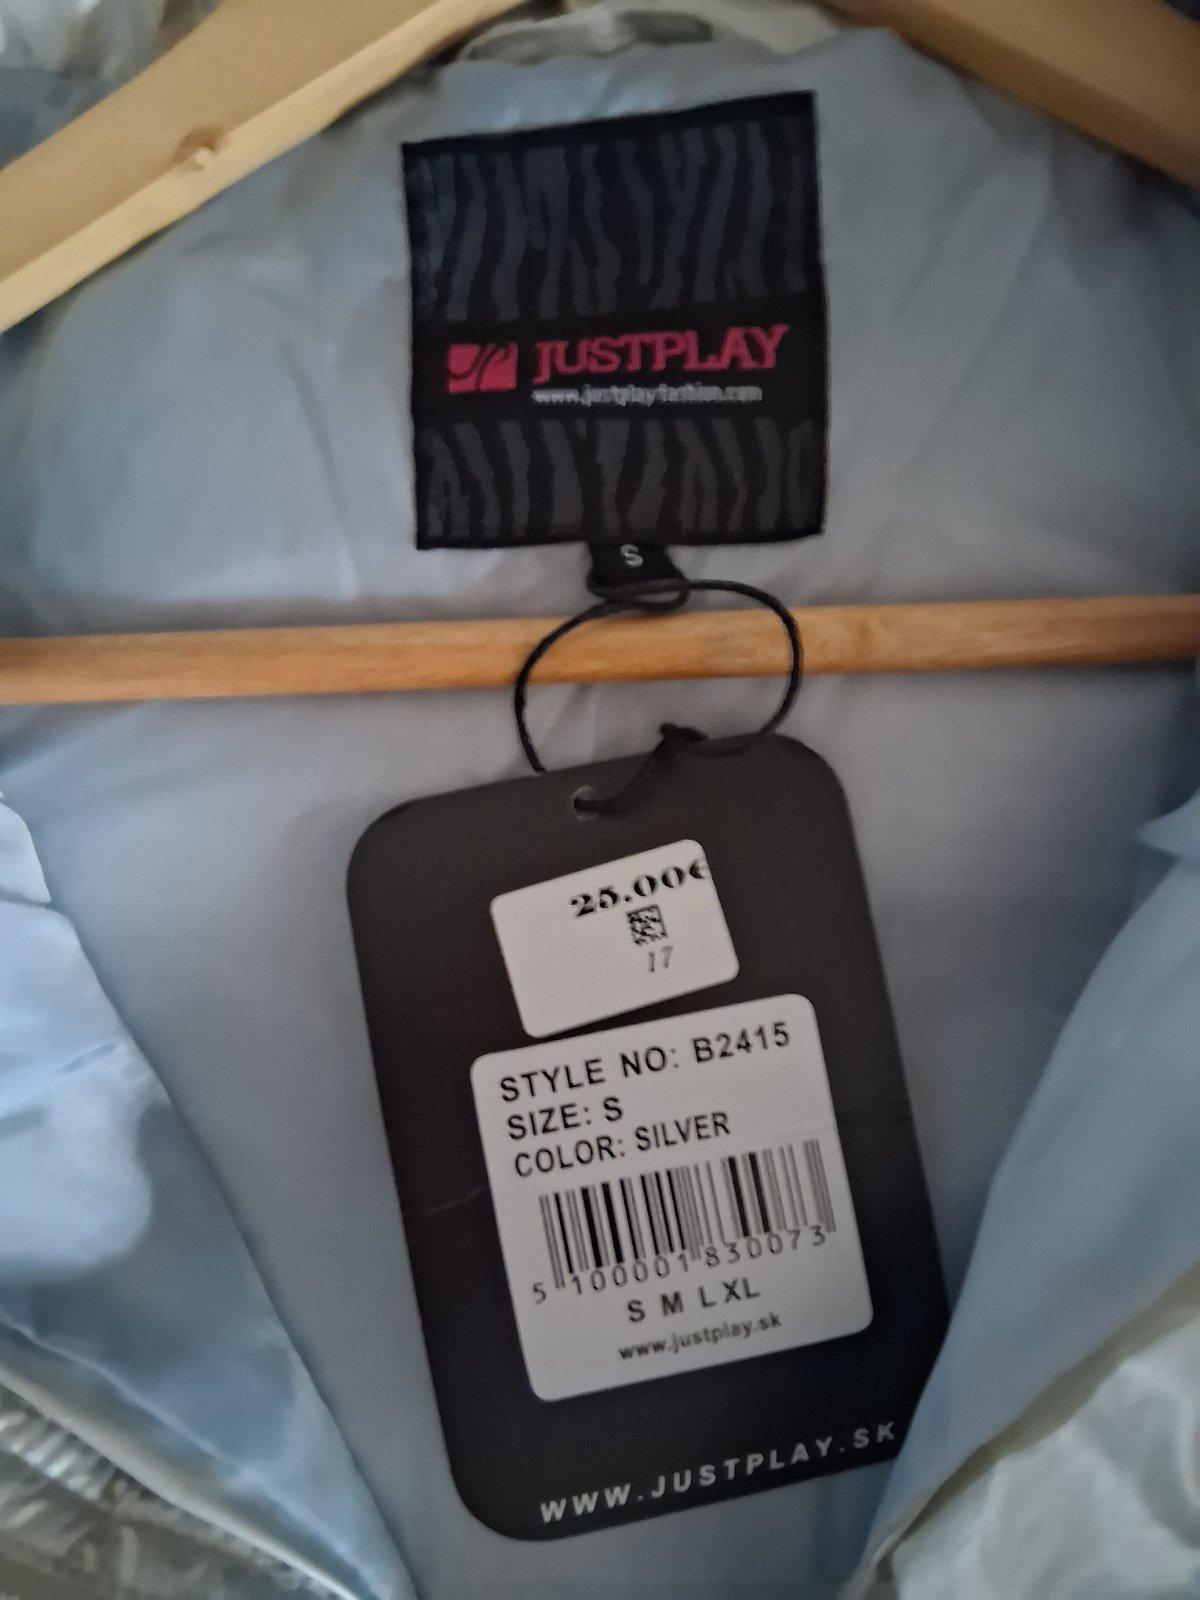 JUSTPLAY
www.justplayfashion.com
S
25.00€
17
STYLE NO: B2415
SIZE: S
COLOR: SILVER
5 100001 830073
S M L XL
www.justplay.sk
WWW.JUSTPLAY.SK